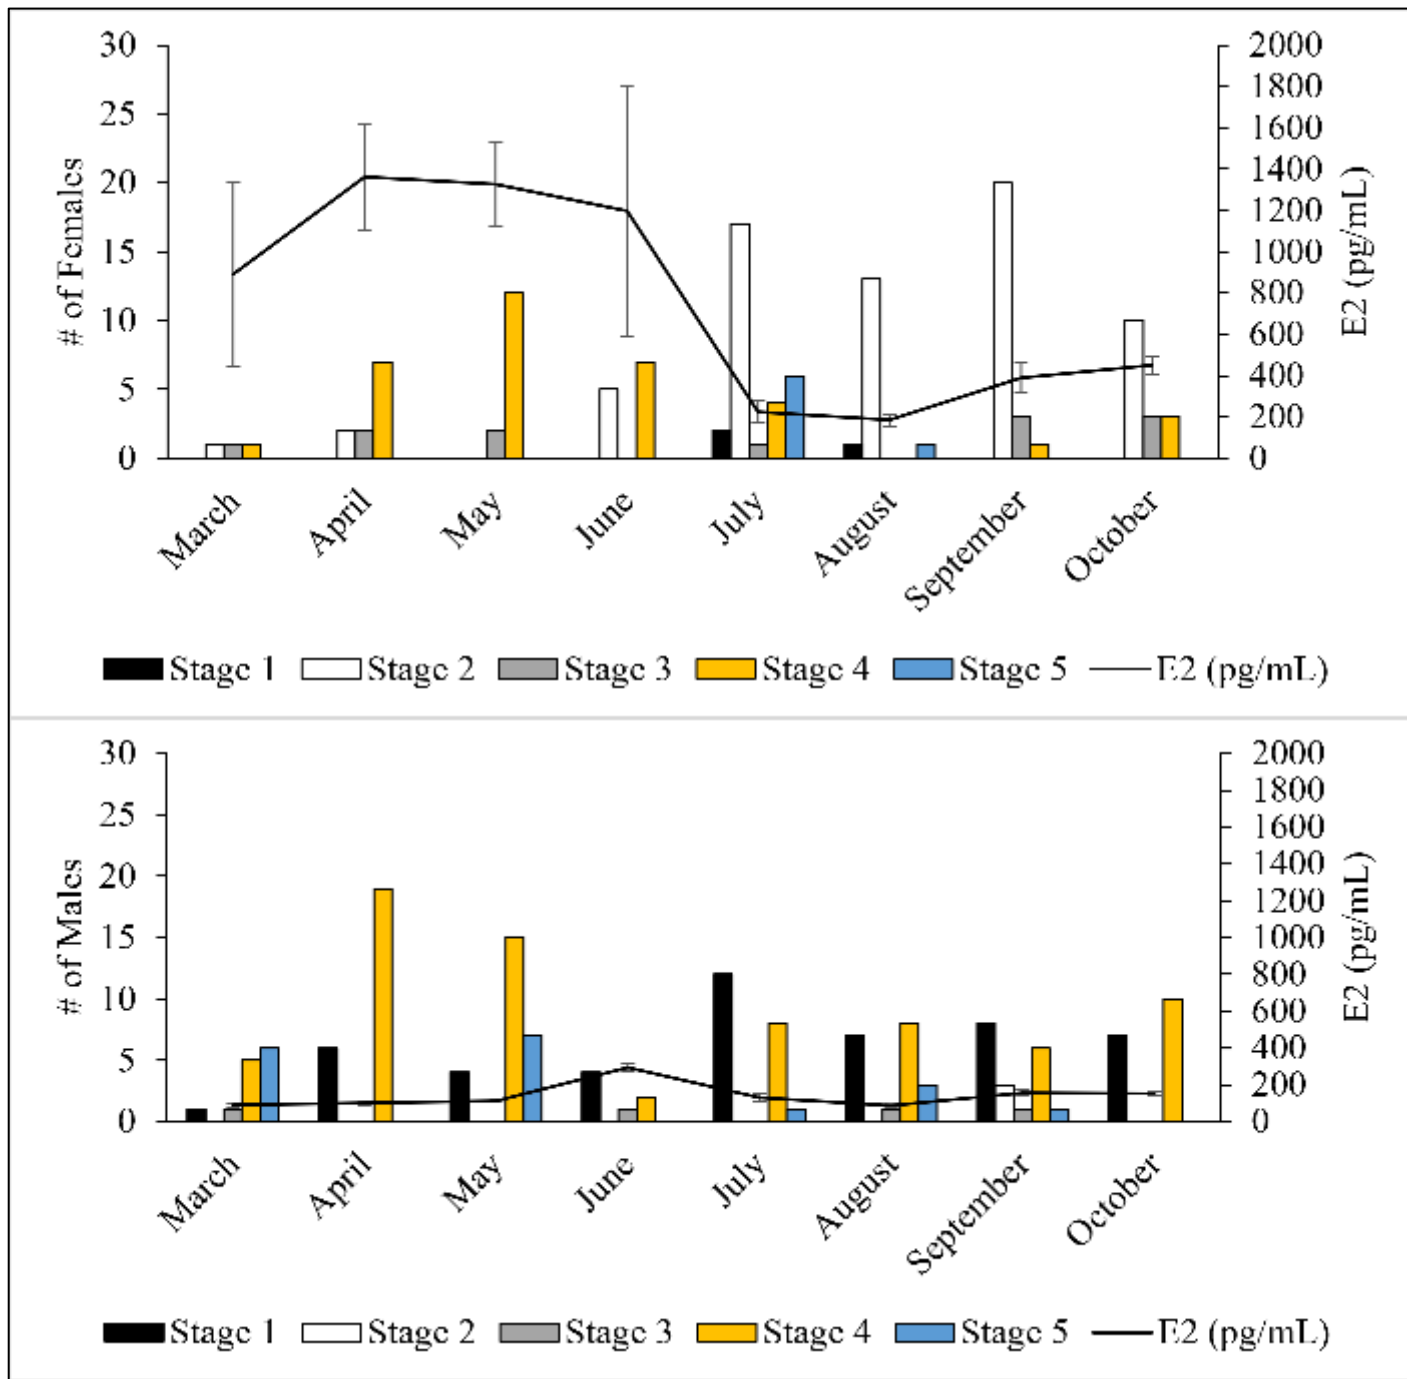 30
25
20
15
10
5
0
# of Females
2000
1800
1600
1400
1200
1000
800
600
400
200
0
E2 (pg/mL)
March
April
May
June
July
August
September
October
Stage 1
Stage 2
Stage 3
Stage 4
Stage 5
E2 (pg/mL)
30
25
20
15
10
5
0
# of Males
2000
1800
1600
1400
1200
1000
800
600
400
200
0
E2 (pg/mL)
March
April
May
June
July
August
September
October
Stage 1
Stage 2
Stage 3
Stage 4
Stage 5
E2 (pg/mL)